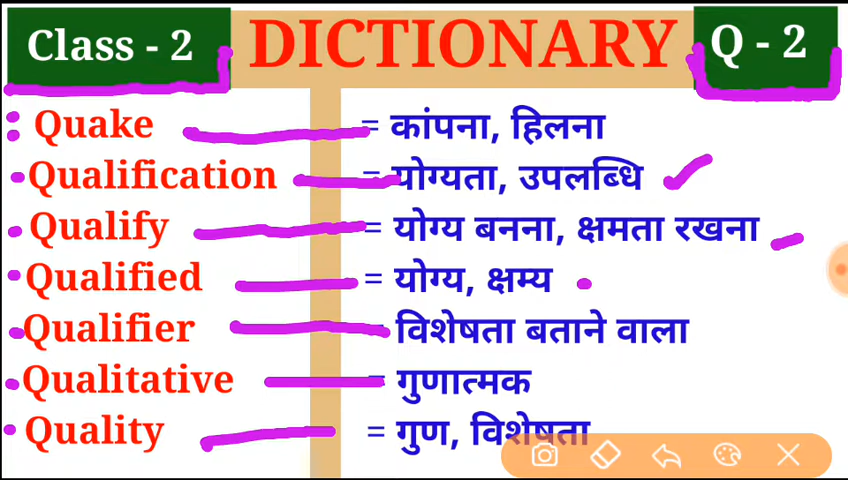 Class - 2 DICTIONARY Q - 2
Quake = कांपना, हिलना
Qualification = योग्यता, उपलब्धि
Qualify = योग्य बनना, क्षमता रखना
Qualified = योग्य, क्षम्य
Qualifier = विशेषता बताने वाला
Qualitative = गुणात्मक
Quality = गुण, विशेषता